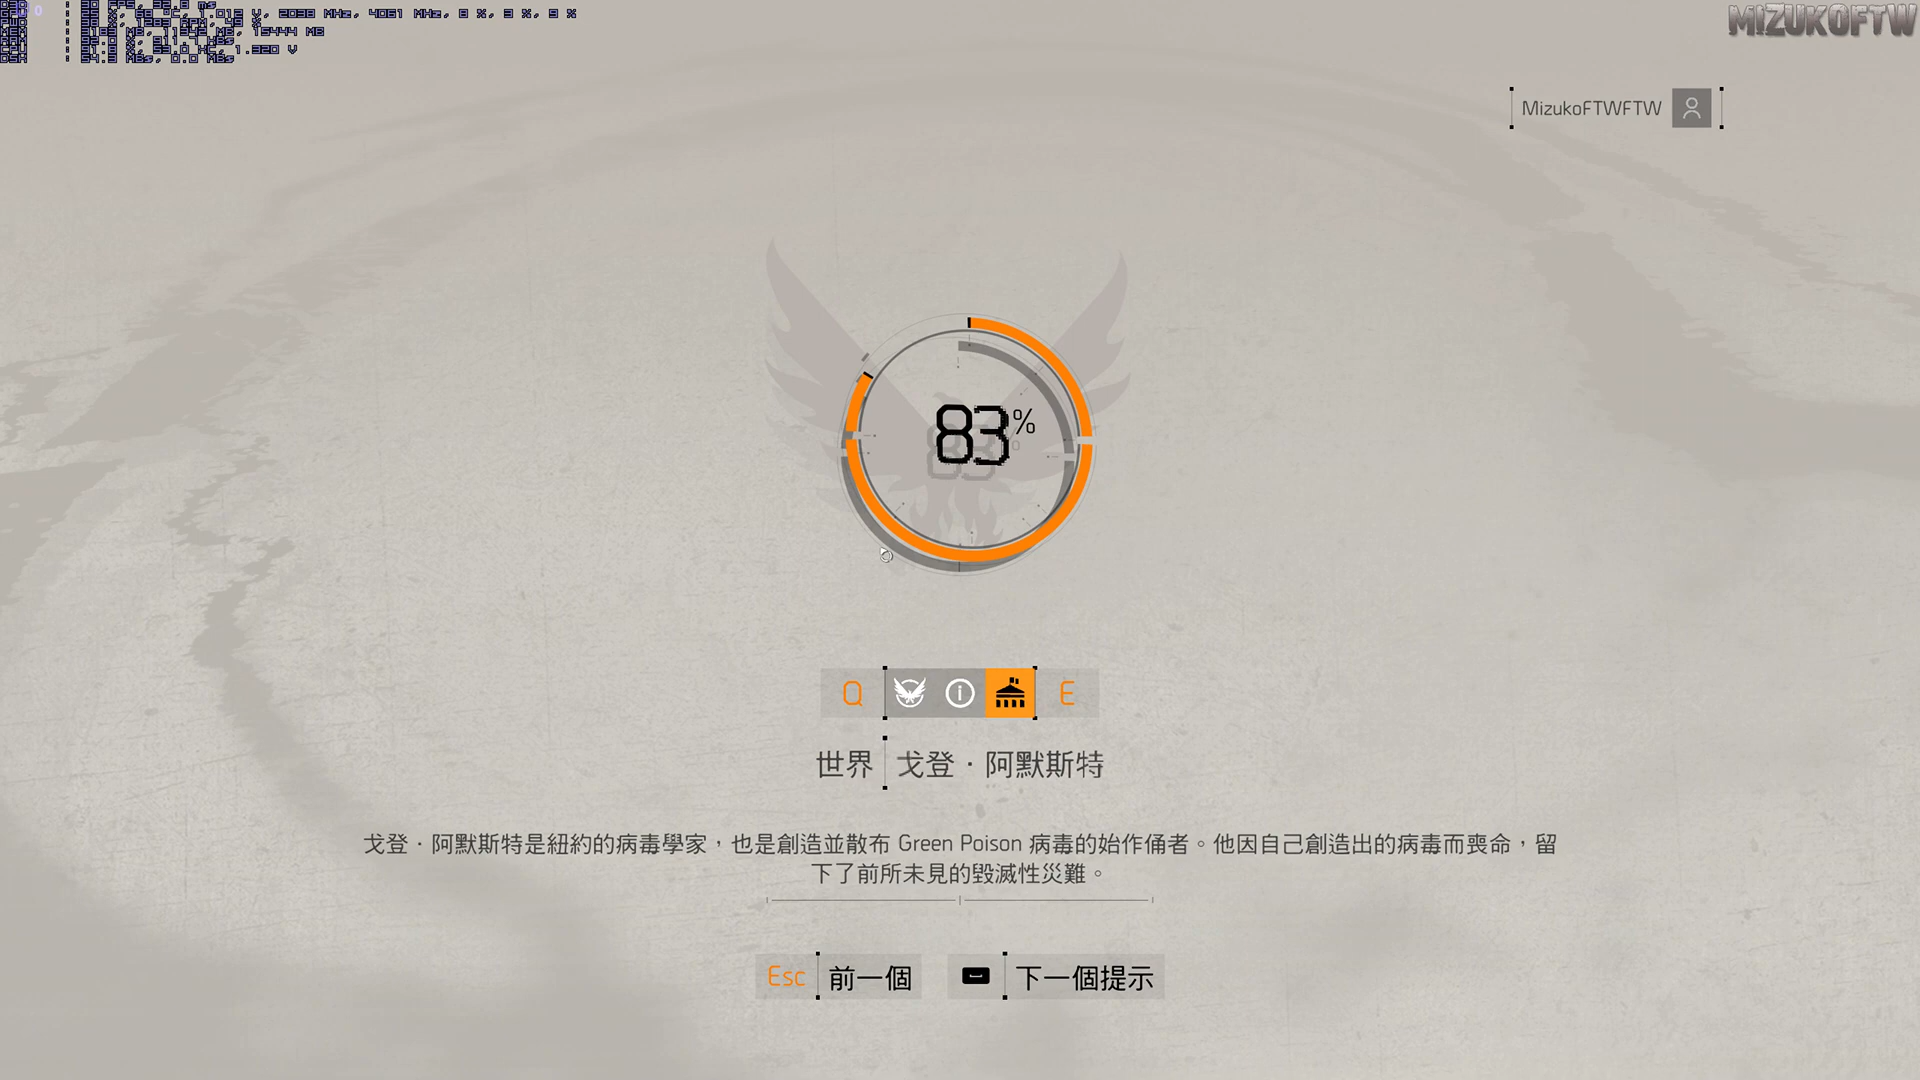 MIZUKOFTW
MizukoFTWFTW
83%
Q
E
世界
戈登·阿默斯特
戈登·阿默斯特是紐約的病毒學家，也是創造並散布 Green Poison 病毒的始作俑者。他因自己創造出的病毒而喪命，留
下了前所未見的毀滅性災難。
Esc
前一個
下一個提示